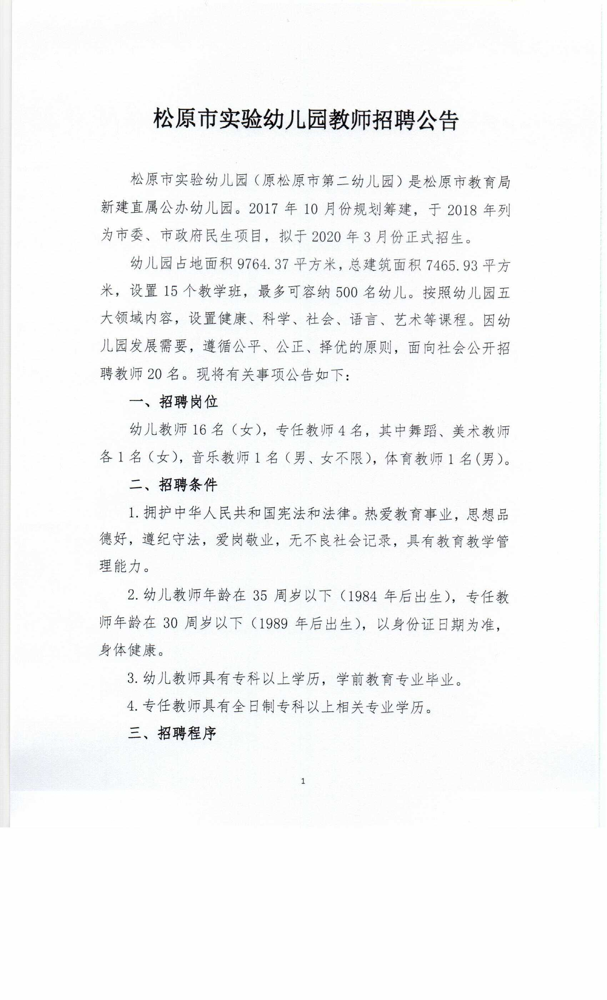 松原市实验幼儿园教师招聘公告
松原市实验幼儿园（原松原市第二幼儿园）是松原市教育局
新建直属公办幼儿园。2017 年 10 月份规划筹建，于 2018 年列
为市委、市政府民生项目，拟于 2020 年 3 月份正式招生。
幼儿园占地面积 9764.37 平方米，总建筑面积 7465.93 平方
米，设置 15 个教学班，最多可容纳 500 名幼儿。按照幼儿园五
大领域内容，设置健康、科学、社会、语言、艺术等课程。因幼
儿园发展需要，遵循公平、公正、择优的原则，面向社会公开招
聘教师 20 名。现将有关事项公告如下：
一、招聘岗位
幼儿教师 16 名（女），专任教师 4 名，其中舞蹈、美术教师
各 1 名（女），音乐教师 1 名（男、女不限），体育教师 1 名(男)。
二、招聘条件
1.拥护中华人民共和国宪法和法律。热爱教育事业，思想品
德好，遵纪守法，爱岗敬业，无不良社会记录，具有教育教学管
理能力。
2.幼儿教师年龄在 35 周岁以下（1984 年后出生），专任教
师年龄在 30 周岁以下（1989 年后出生），以身份证日期为准，
身体健康。
3.幼儿教师具有专科以上学历，学前教育专业毕业。
4.专任教师具有全日制专科以上相关专业学历。
三、招聘程序
1